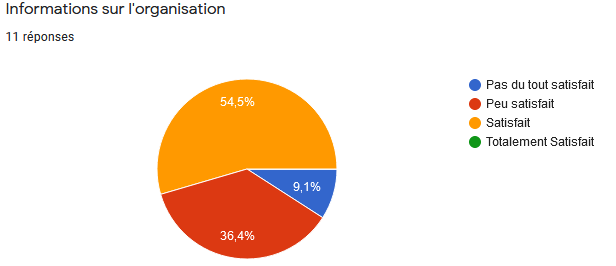 Informations sur l'organisation
11 réponses
54,5%
9,1%
36,4%
Pas du tout satisfait
Peu satisfait
Satisfait
Totalement Satisfait